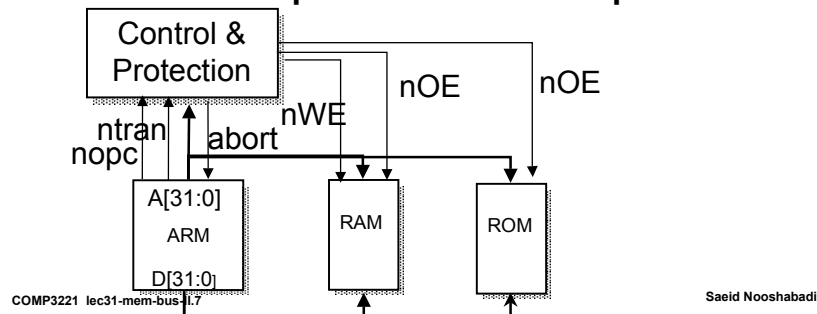 Control &
Protection
nOE
nOE
nWE
ntran
abort
nopc
A[31:0]
ARM
RAM
ROM
D[31:0]
COMP3221 lec31-mem-bus-II.7
Saeid Nooshabadi